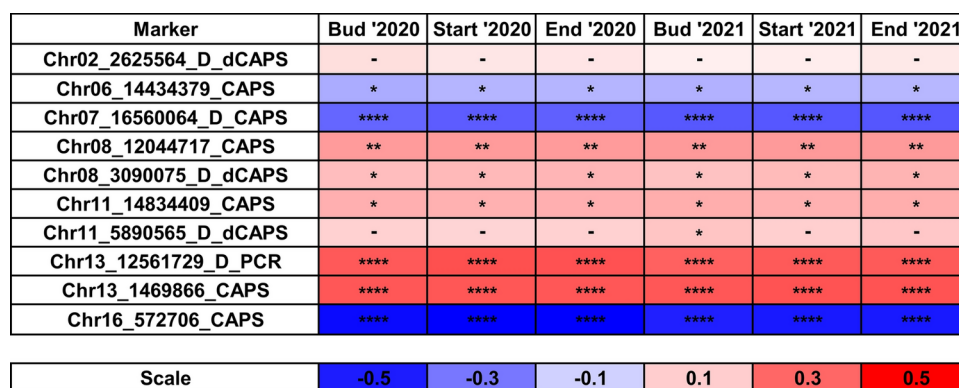 Marker Bud '2020 Start '2020 End '2020 Bud '2021 Start '2021 End '2021
Chr02_2625564_D_dCAPS - - - - - -
Chr06_14434379_CAPS * * * * * *
Chr07_16560064_D_CAPS **** **** **** **** **** ****
Chr08_12044717_CAPS ** ** ** ** ** **
Chr08_3090075_D_dCAPS * * * * * *
Chr11_14834409_CAPS * * * * * *
Chr11_5890565_D_dCAPS - - - * - -
Chr13_12561729_D_PCR **** **** **** **** **** ****
Chr13_1469866_CAPS **** **** **** **** **** ****
Chr16_572706_CAPS **** **** **** **** **** ****
Scale -0.5 -0.3 -0.1 0.1 0.3 0.5